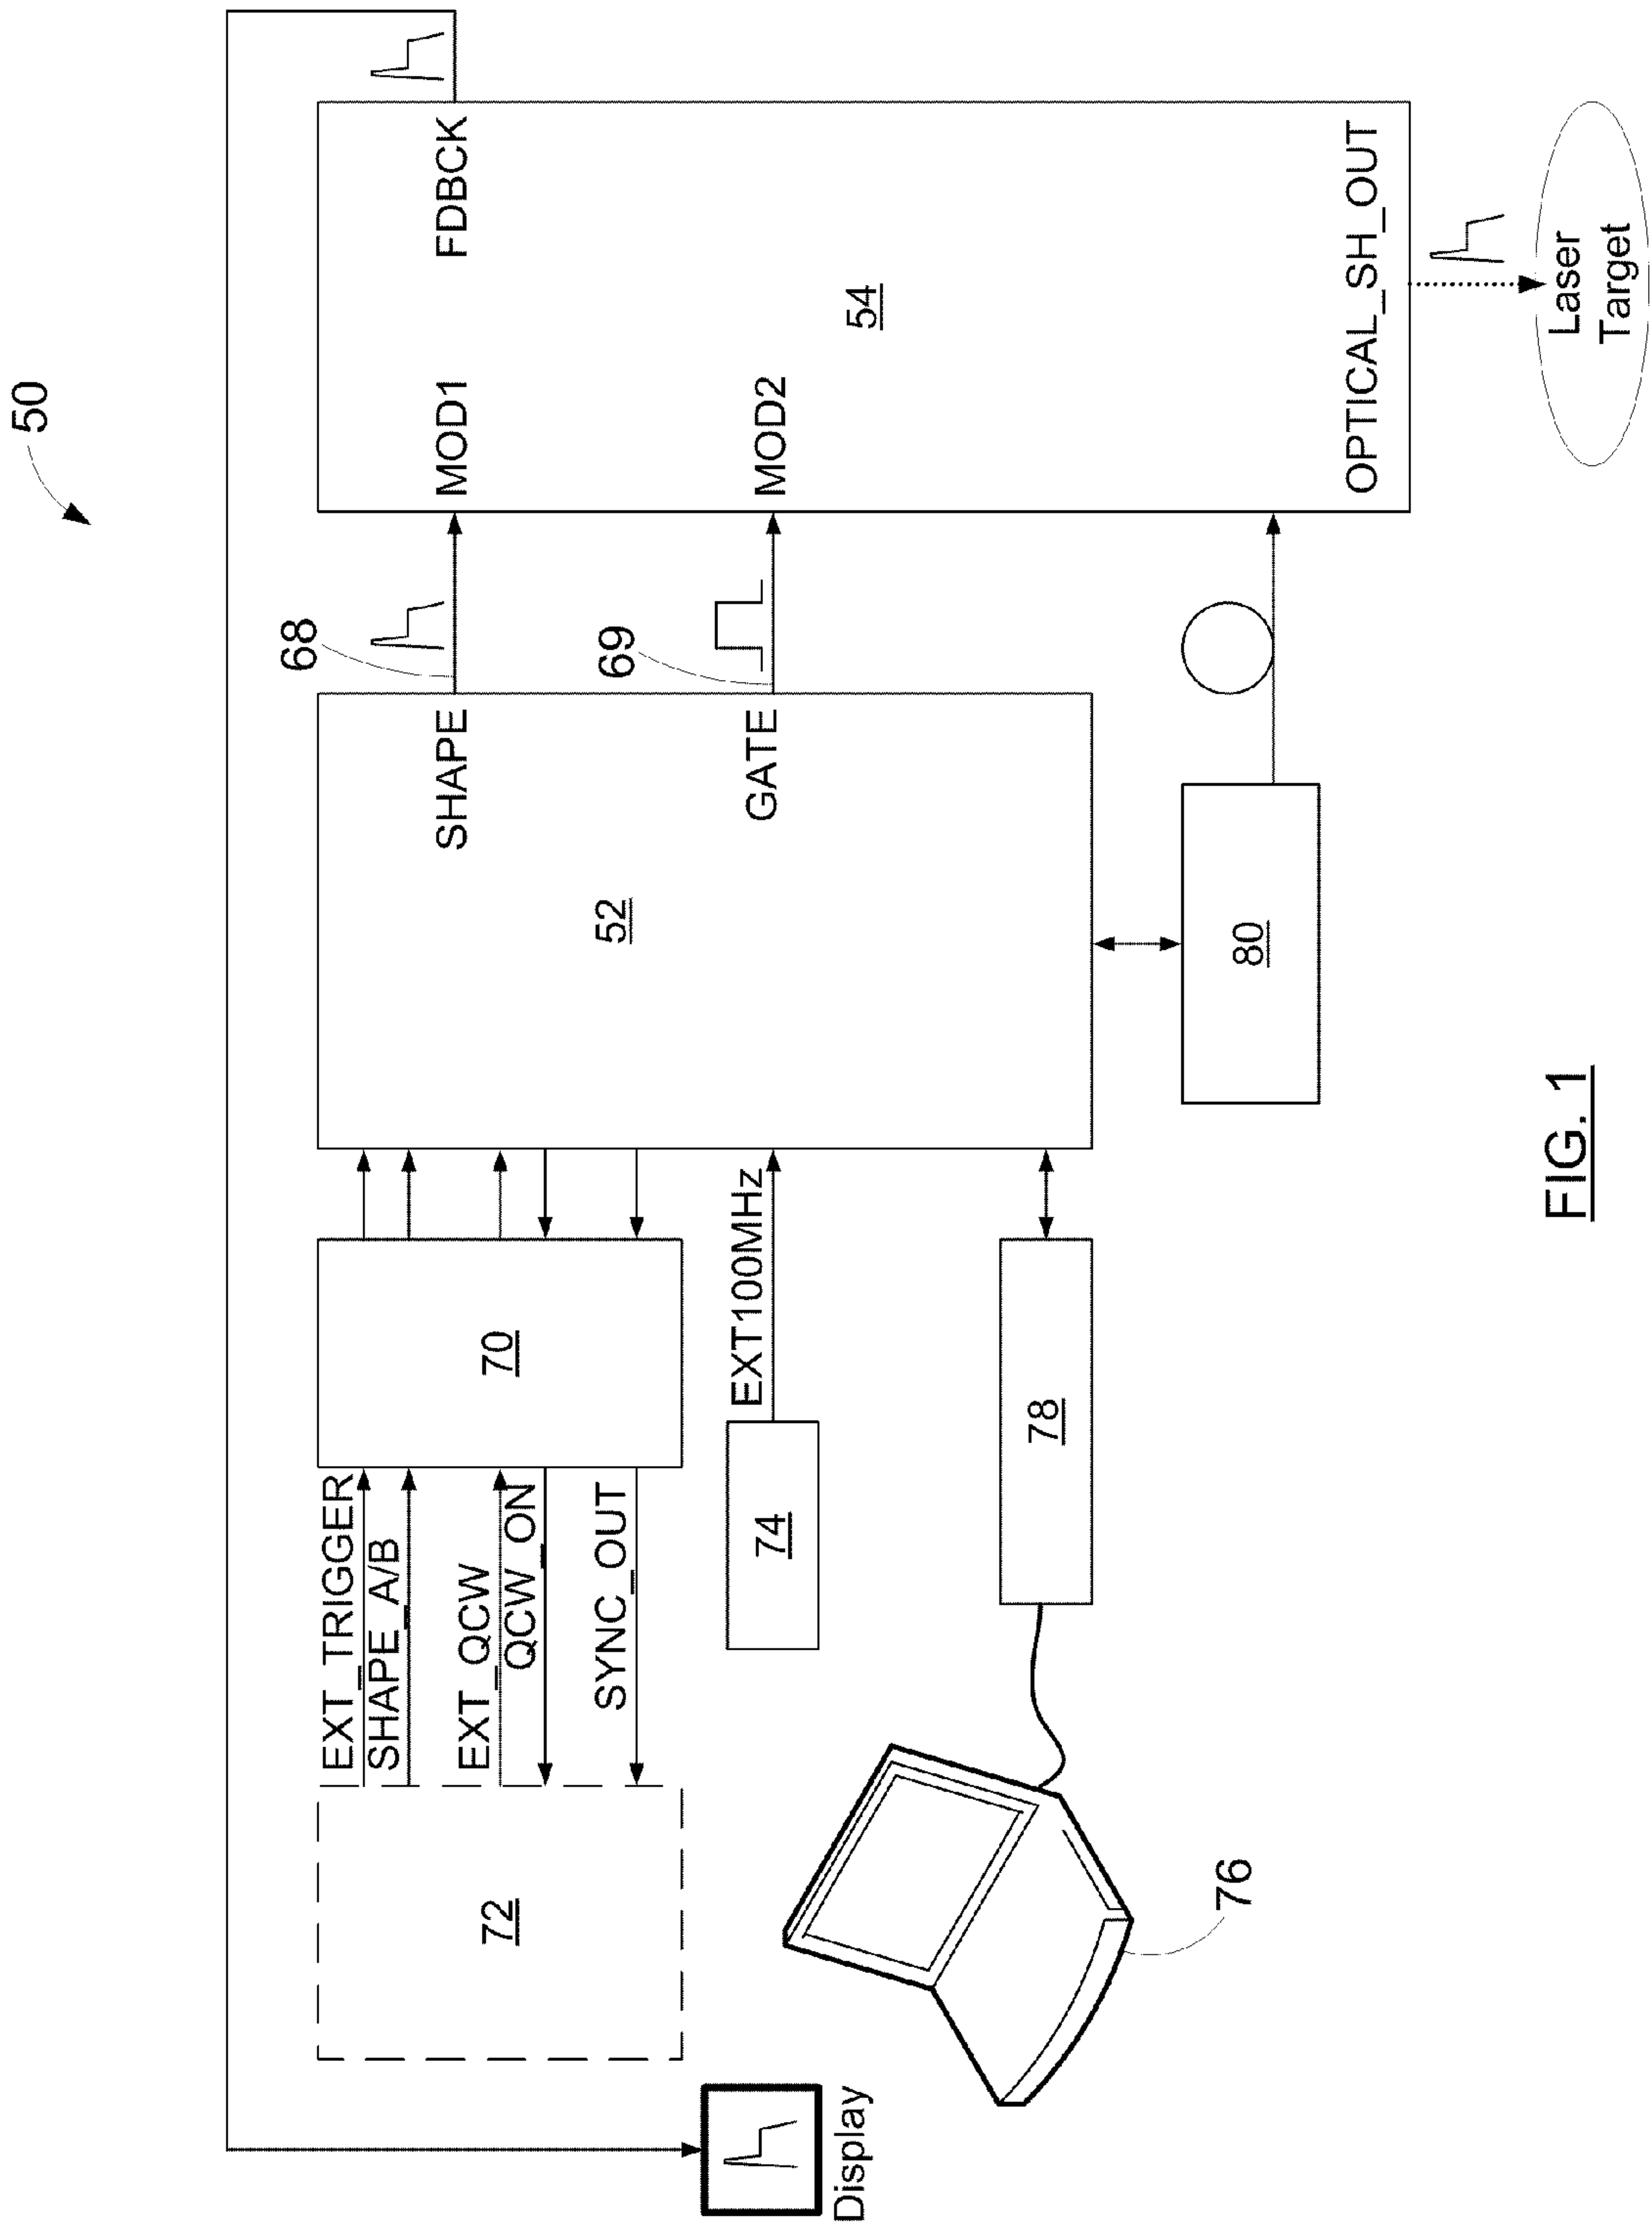 50
EXT_TRIGGER
SHAPE_A/B
EXT_QCW
QCW_ON
SYNC_OUT
72
70
EXT100MHz
74
78
76
Display
52
SHAPE
GATE
68
69
80
MOD1
FDBCK
MOD2
54
OPTICAL_SH_OUT
Laser
Target
FIG. 1